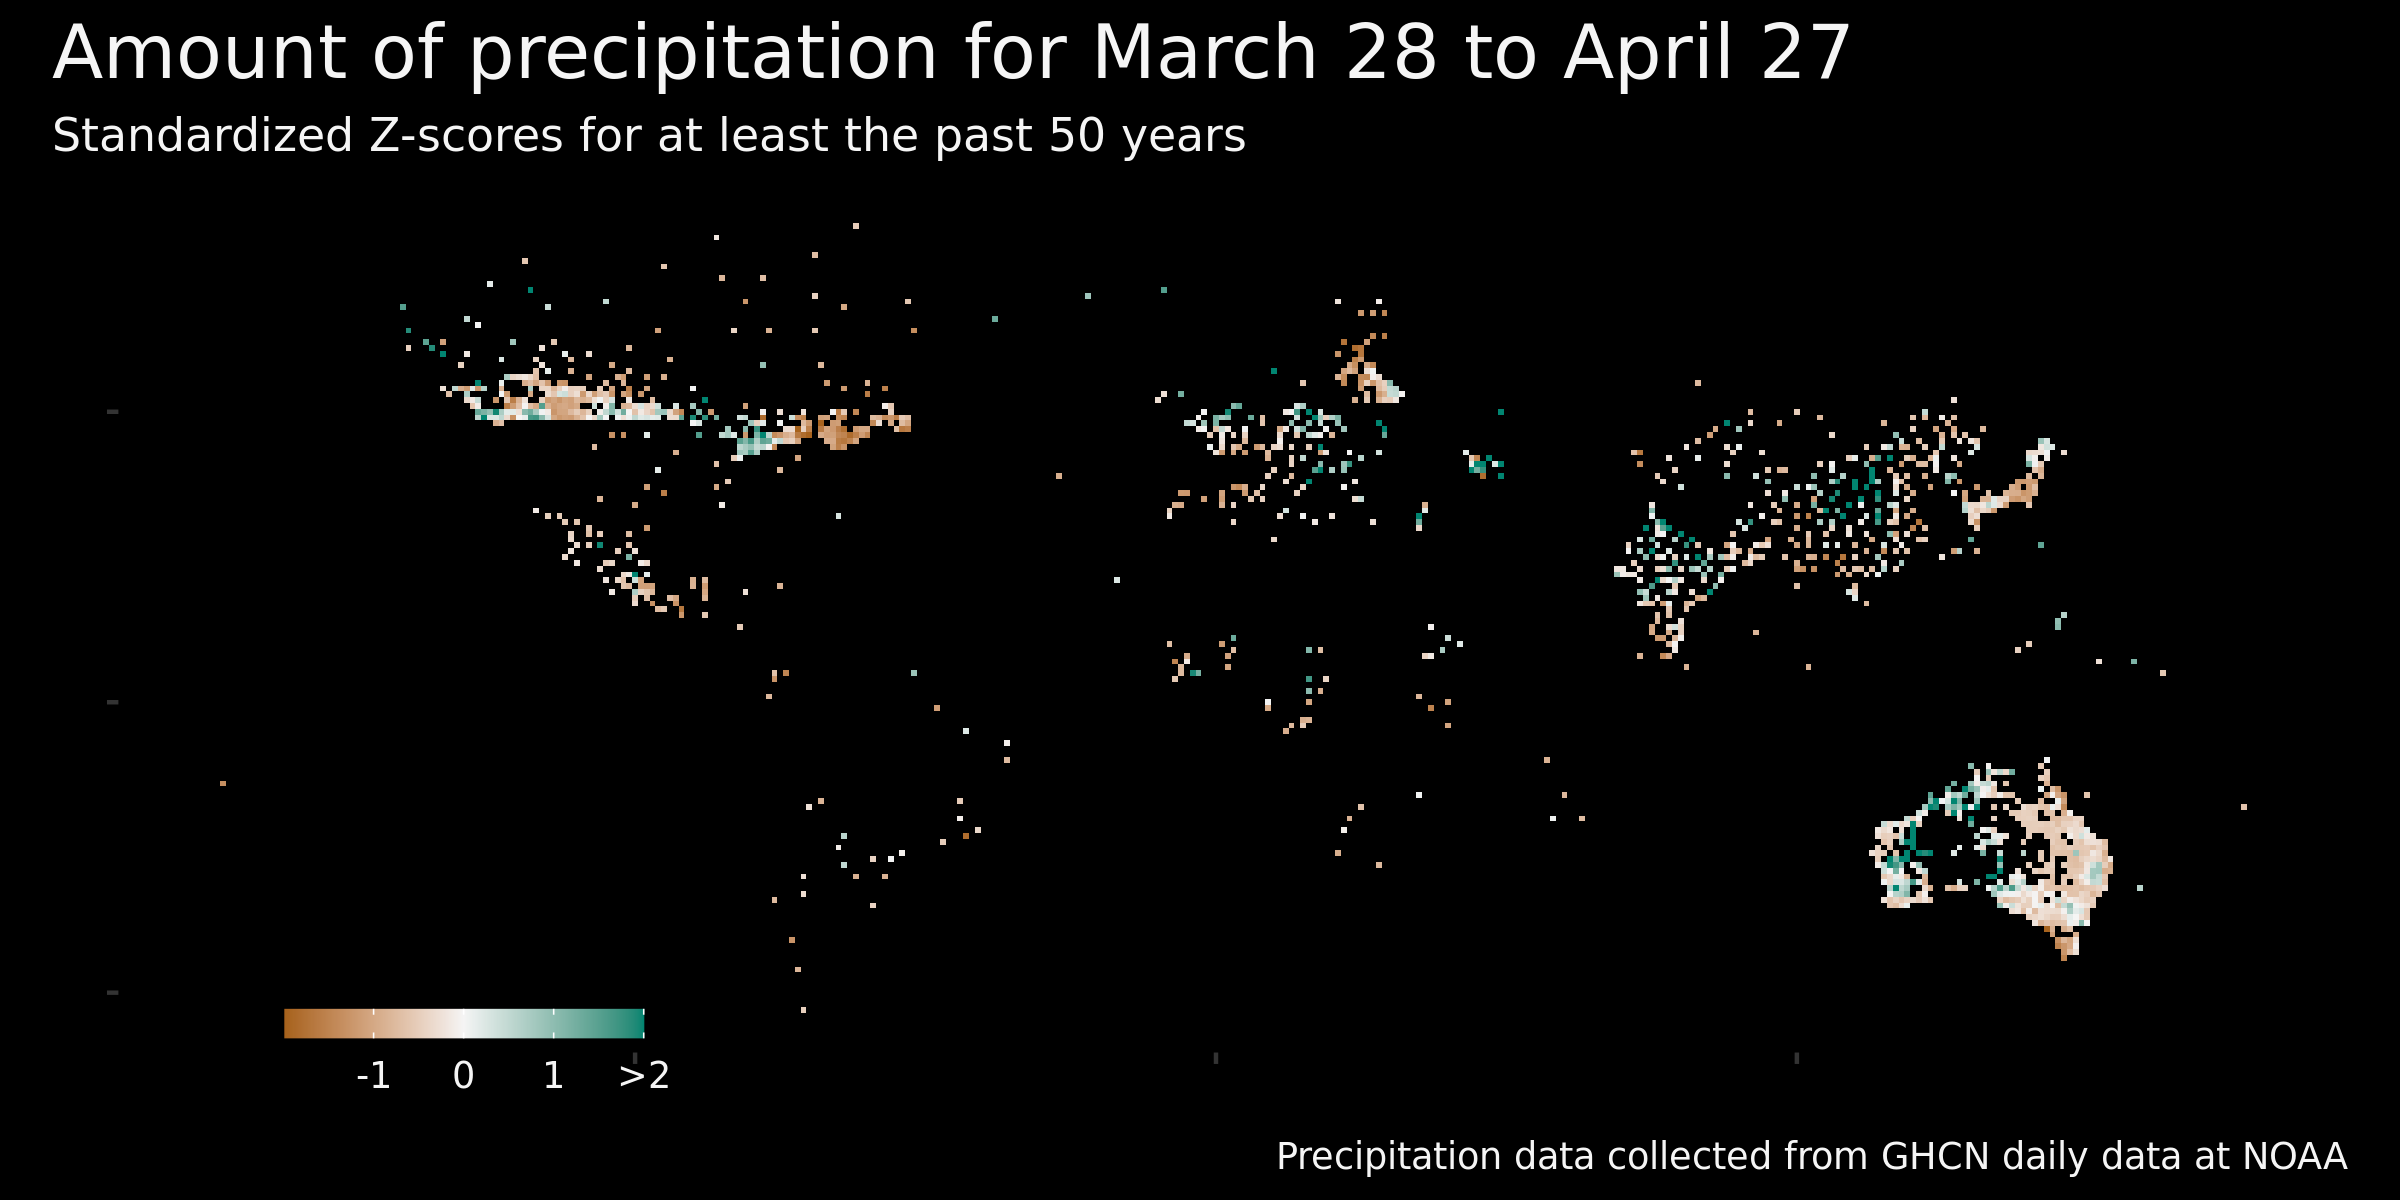 Amount of precipitation for March 28 to April 27
Standardized Z-scores for at least the past 50 years
-1 0 1 >2
Precipitation data collected from GHCN daily data at NOAA